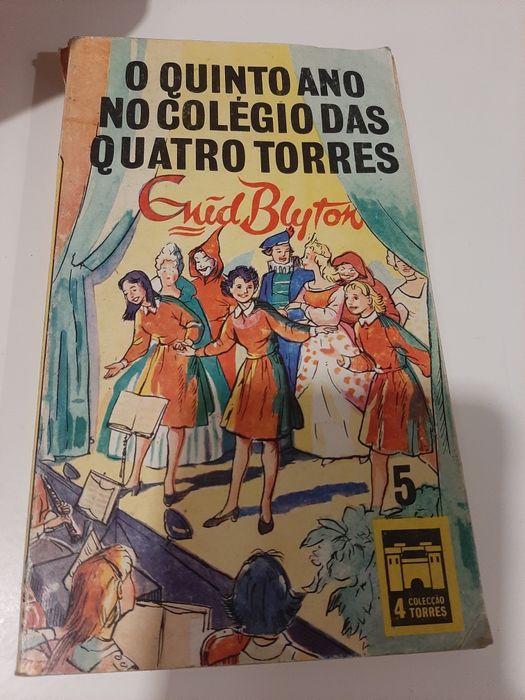 O QUINTO ANO
NO COLÉGIO DAS
QUATRO TORRES
Enid Blyton
5
4 COLECÇÃO
TORRES